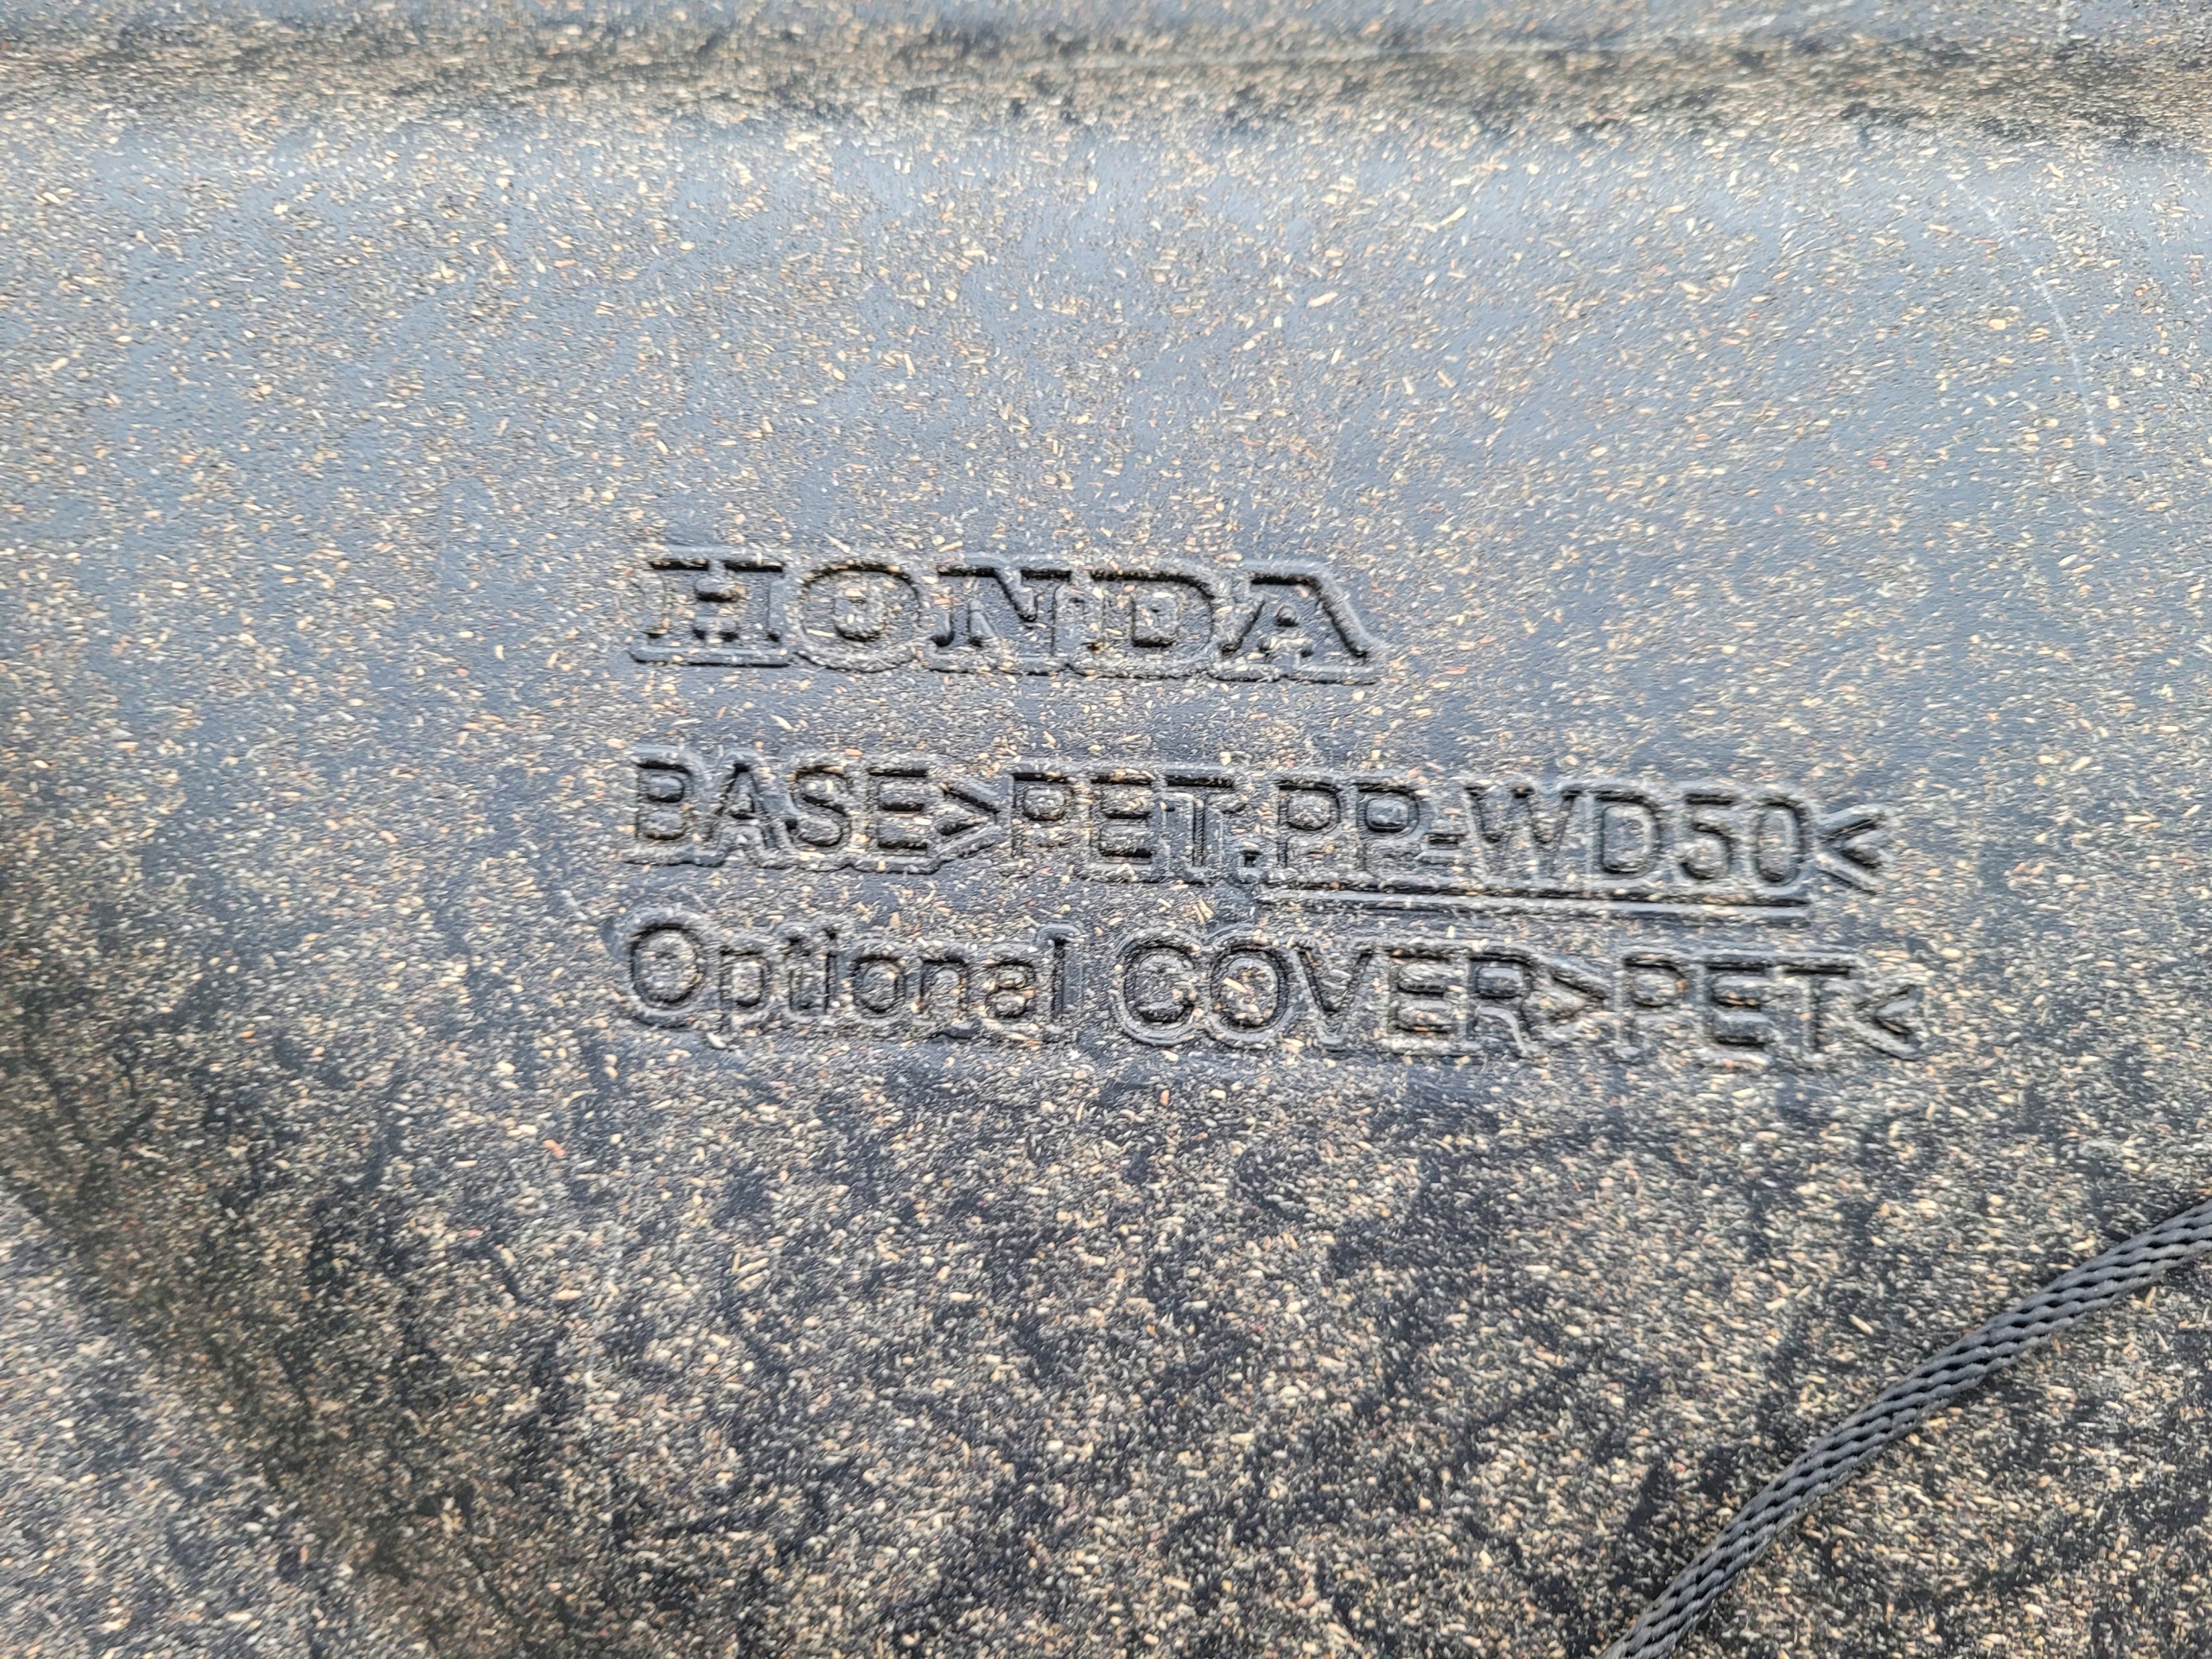 HONDA
BASE>PET.PP-WD50<
Optional COVER>PET<